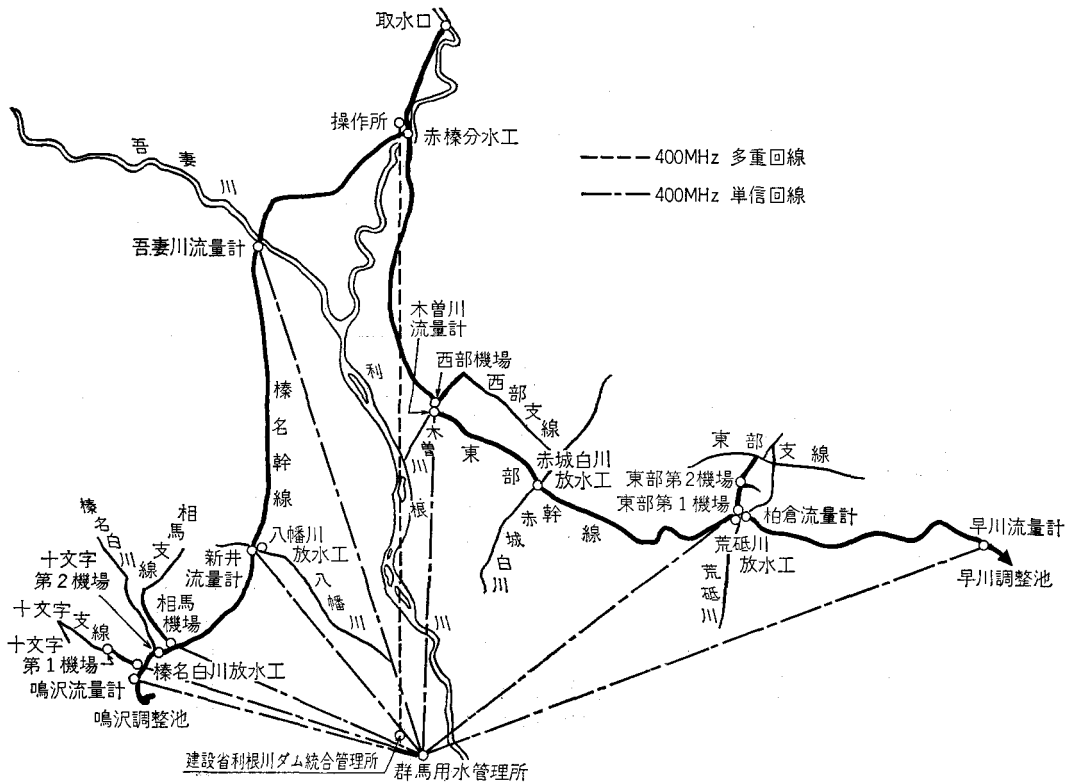 取水口
操作所
赤榛分水工
吾妻川
400MHz 多重回線
400MHz 単信回線
吾妻川流量計
木曽川
流量計
西部機場
西部支線
利根川
木曽川
榛名幹線
東部幹線
赤城白川
放水工
赤城白川
東部支線
東部第2機場
東部第1機場
柏倉流量計
荒砥川
放水工
荒砥川
早川流量計
早川調整池
八幡川
放水工
新井
流量計
八幡川
相馬支線
榛名白川
十文字
第2機場
相馬
機場
十文字支線
十文字
第1機場
榛名白川放水工
鳴沢流量計
鳴沢調整池
建設省利根川ダム統合管理所
群馬用水管理所